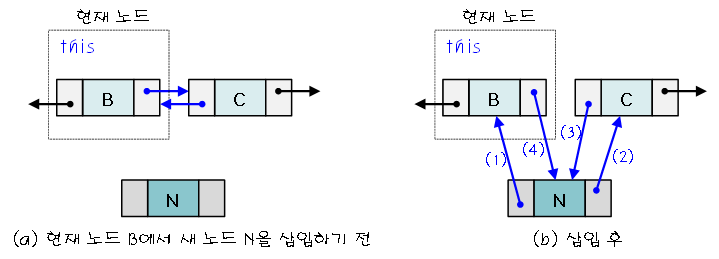 현재 노드
this
B
C
N
(a) 현재 노드 B에서 새 노드 N을 삽입하기 전
현재 노드
this
B
C
(1)
(4)
(3)
(2)
N
(b) 삽입 후